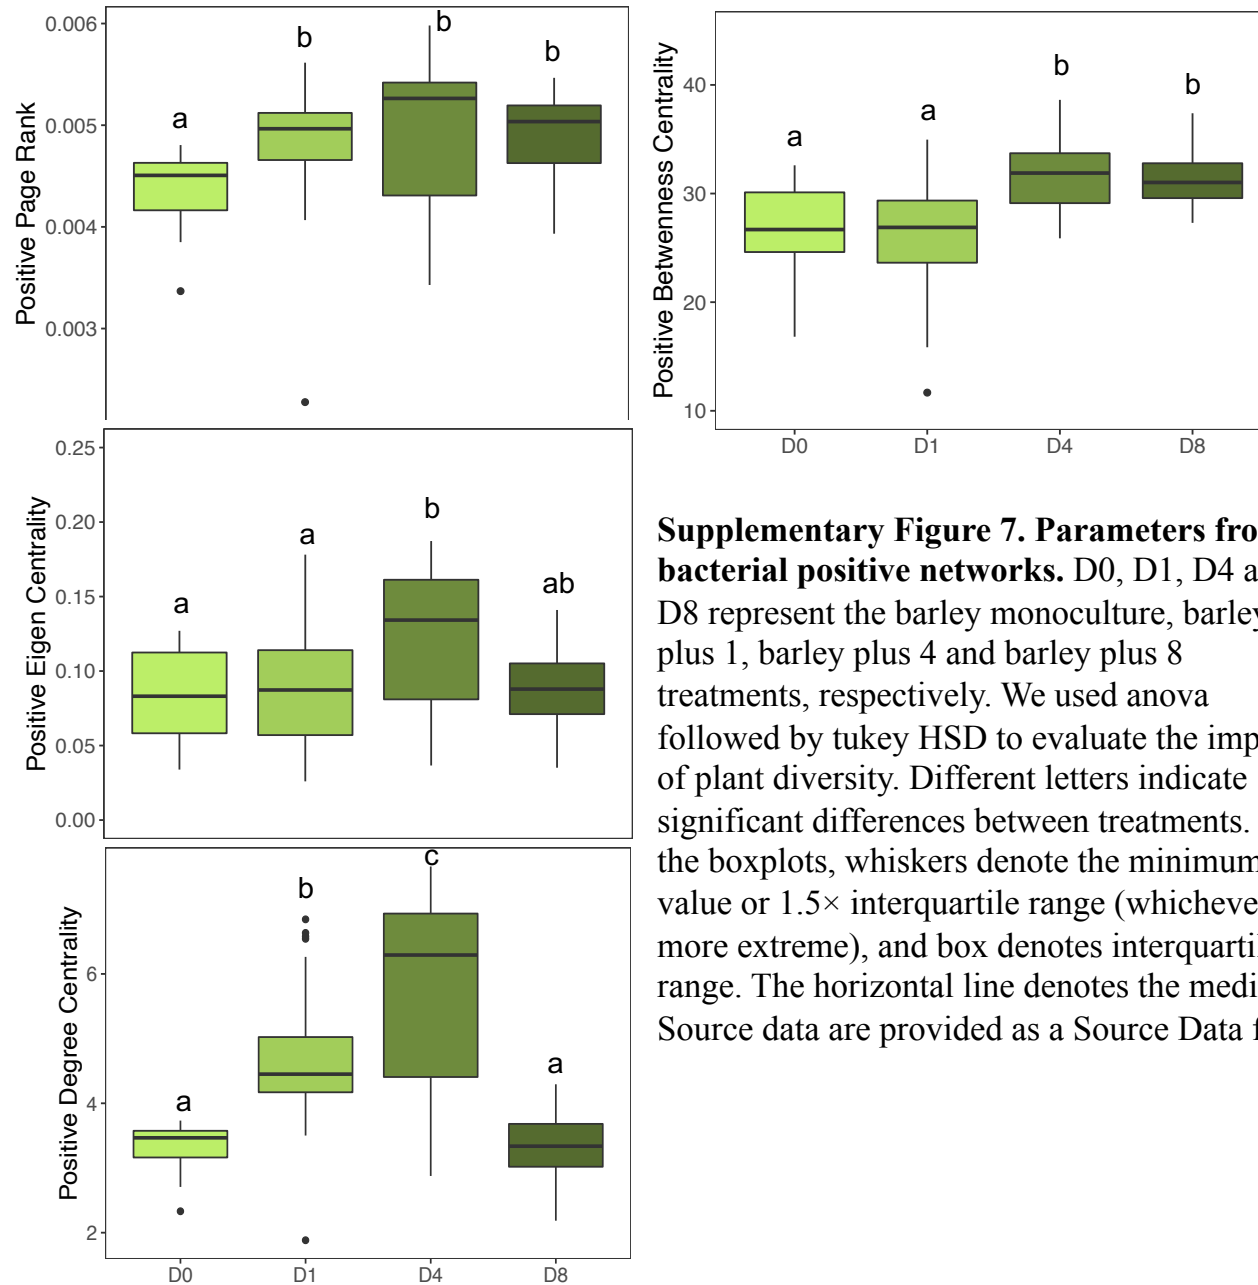 Positive Page Rank
0.006
0.005
0.004
0.003
a
b
b
b
Positive Betwenness Centrality
40
30
20
10
a
a
b
b
D0 D1 D4 D8
Positive Eigen Centrality
0.25
0.20
0.15
0.10
0.05
0.00
a
a
b
ab
Positive Degree Centrality
6
4
2
a
b
c
a
D0 D1 D4 D8
Supplementary Figure 7. Parameters fro
bacterial positive networks. D0, D1, D4 a
D8 represent the barley monoculture, barley
plus 1, barley plus 4 and barley plus 8
treatments, respectively. We used anova
followed by tukey HSD to evaluate the imp
of plant diversity. Different letters indicate
significant differences between treatments.
the boxplots, whiskers denote the minimum
value or 1.5× interquartile range (whicheve
more extreme), and box denotes interquartil
range. The horizontal line denotes the medi
Source data are provided as a Source Data f